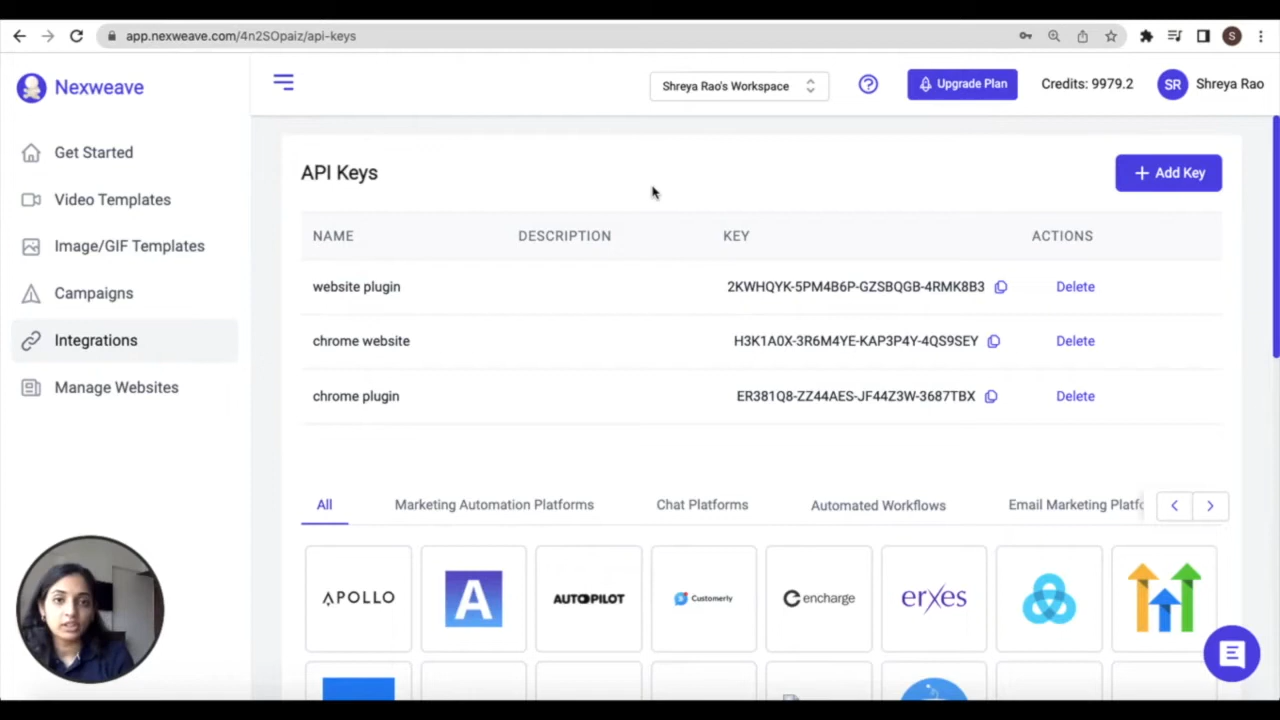 app.nexweave.com/4n2SOpaiz/api-keys
S
Nexweave
Shreya Rao's Workspace
Upgrade Plan
Credits: 9979.2
SR
Shreya Rao
Get Started
Video Templates
Image/GIF Templates
Campaigns
Integrations
Manage Websites
API Keys
+ Add Key
NAME DESCRIPTION KEY ACTIONS
website plugin 2KWHQYK-5PM4B6P-GZSBQGB-4RMK8B3 Delete
chrome website H3K1A0X-3R6M4YE-KAP3P4Y-4QS9SEY Delete
chrome plugin ER381Q8-ZZ44AES-JF44Z3W-3687TBX Delete
All Marketing Automation Platforms Chat Platforms Automated Workflows Email Marketing Platfo
APOLLO
A
AUTOPILOT
Customerly
encharge
erxes